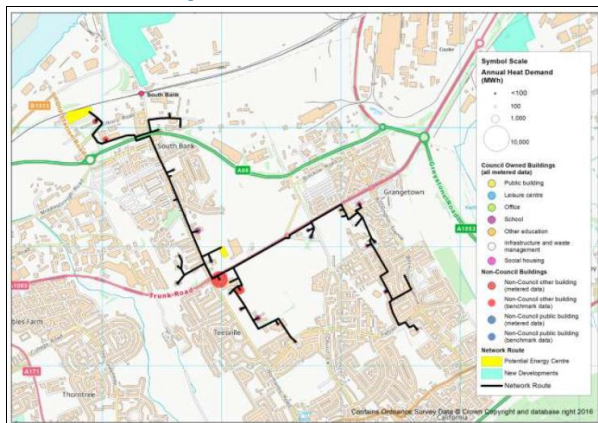 South Bank
South Bank
A66
Grangetown
Greystone Road
A1053
Trunk Road
Teesville
A171
Thorntree
California
Symbol Scale
Annual Heat Demand
(MWh)
<100
100
1,000
10,000
Council Owned Buildings
(all metered data)
Public building
Leisure centre
Office
School
Other education
Infrastructure and waste
management
Social housing
Non-Council Buildings
Non-Council other building
(metered data)
Non-Council other building
(benchmark data)
Non-Council public building
(metered data)
Non-Council public building
(benchmark data)
Network Route
Potential Energy Centre
New Developments
Network Route
Contains Ordnance Survey Data © Crown Copyright and database right 2016